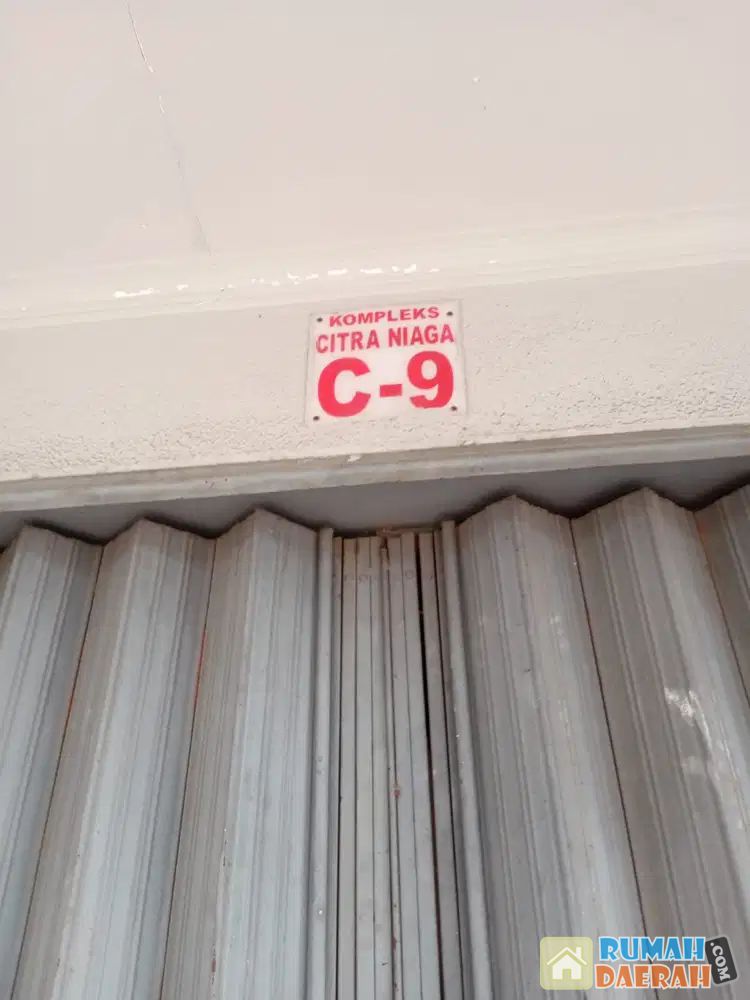 KOMPLEKS
CITRA NIAGA
C-9
RUMAH
DAERAH
.COM